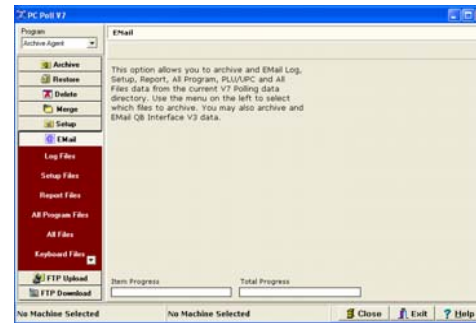 PC Poll V7
Program
Archive Agent
EMail
Archive
Restore
Delete
Merge
Setup
EMail
Log Files
Setup Files
Report Files
All Program Files
All Files
Keyboard Files
FTP Upload
FTP Download
This option allows you to archive and EMail Log,
Setup, Report, All Program, PLU/UPC and All
Files data from the current V7 Polling data
directory. Use the menu on the left to select
which files to archive. You may also archive and
EMail QB Interface V3 data.
Item Progress
Total Progress
No Machine Selected
No Machine Selected
Close
Exit
Help